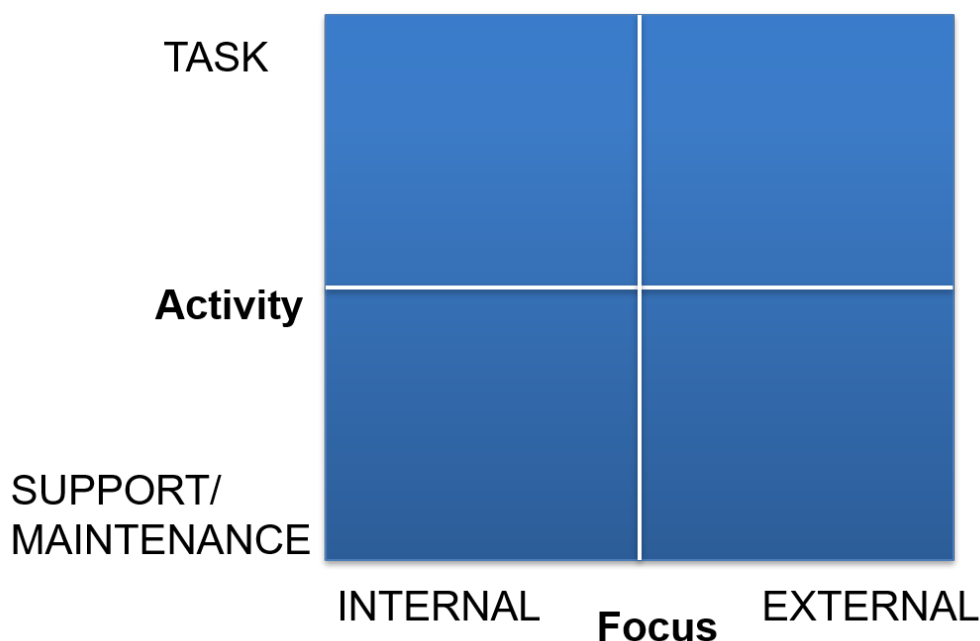 TASK
Activity
SUPPORT/
MAINTENANCE
INTERNAL
EXTERNAL
Focus